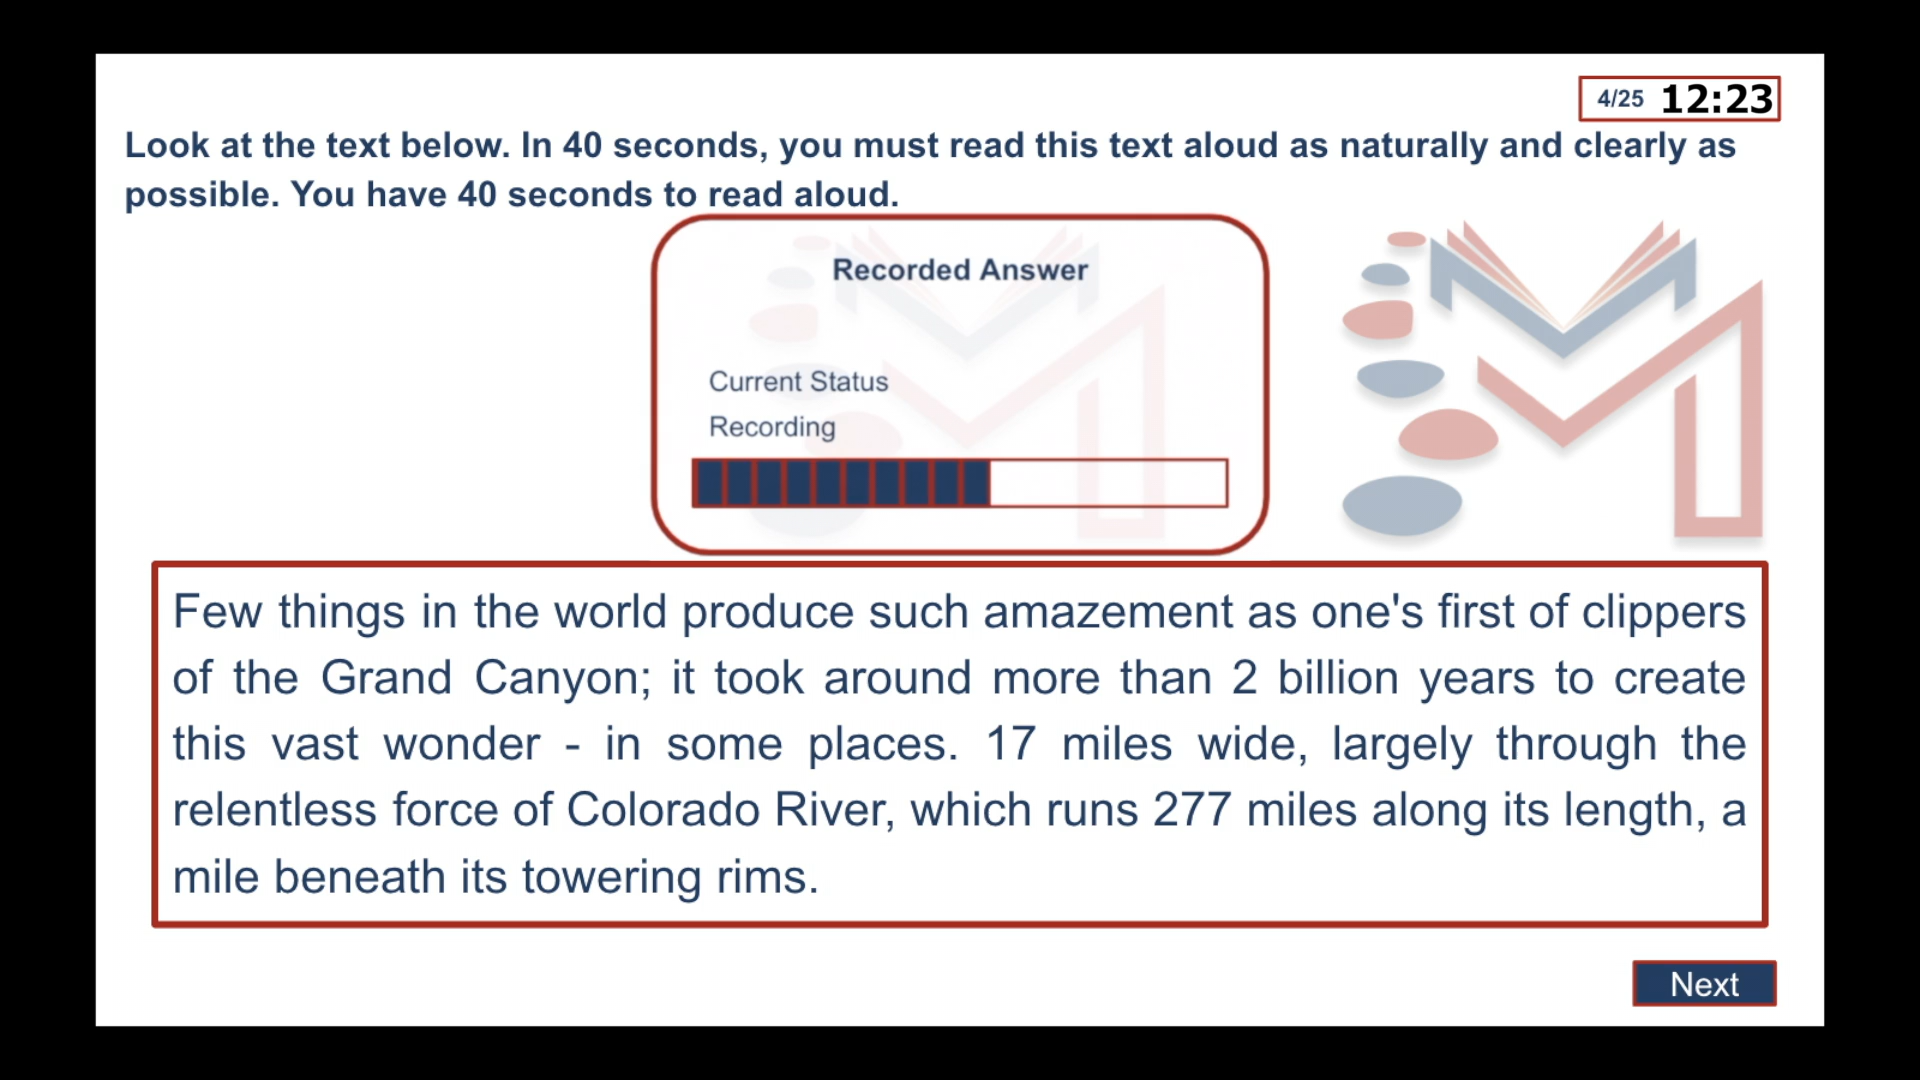 4/25 12:23
Look at the text below. In 40 seconds, you must read this text aloud as naturally and clearly as
possible. You have 40 seconds to read aloud.
Recorded Answer
Current Status
Recording
Few things in the world produce such amazement as one's first of clippers
of the Grand Canyon; it took around more than 2 billion years to create
this vast wonder - in some places. 17 miles wide, largely through the
relentless force of Colorado River, which runs 277 miles along its length, a
mile beneath its towering rims.
Next